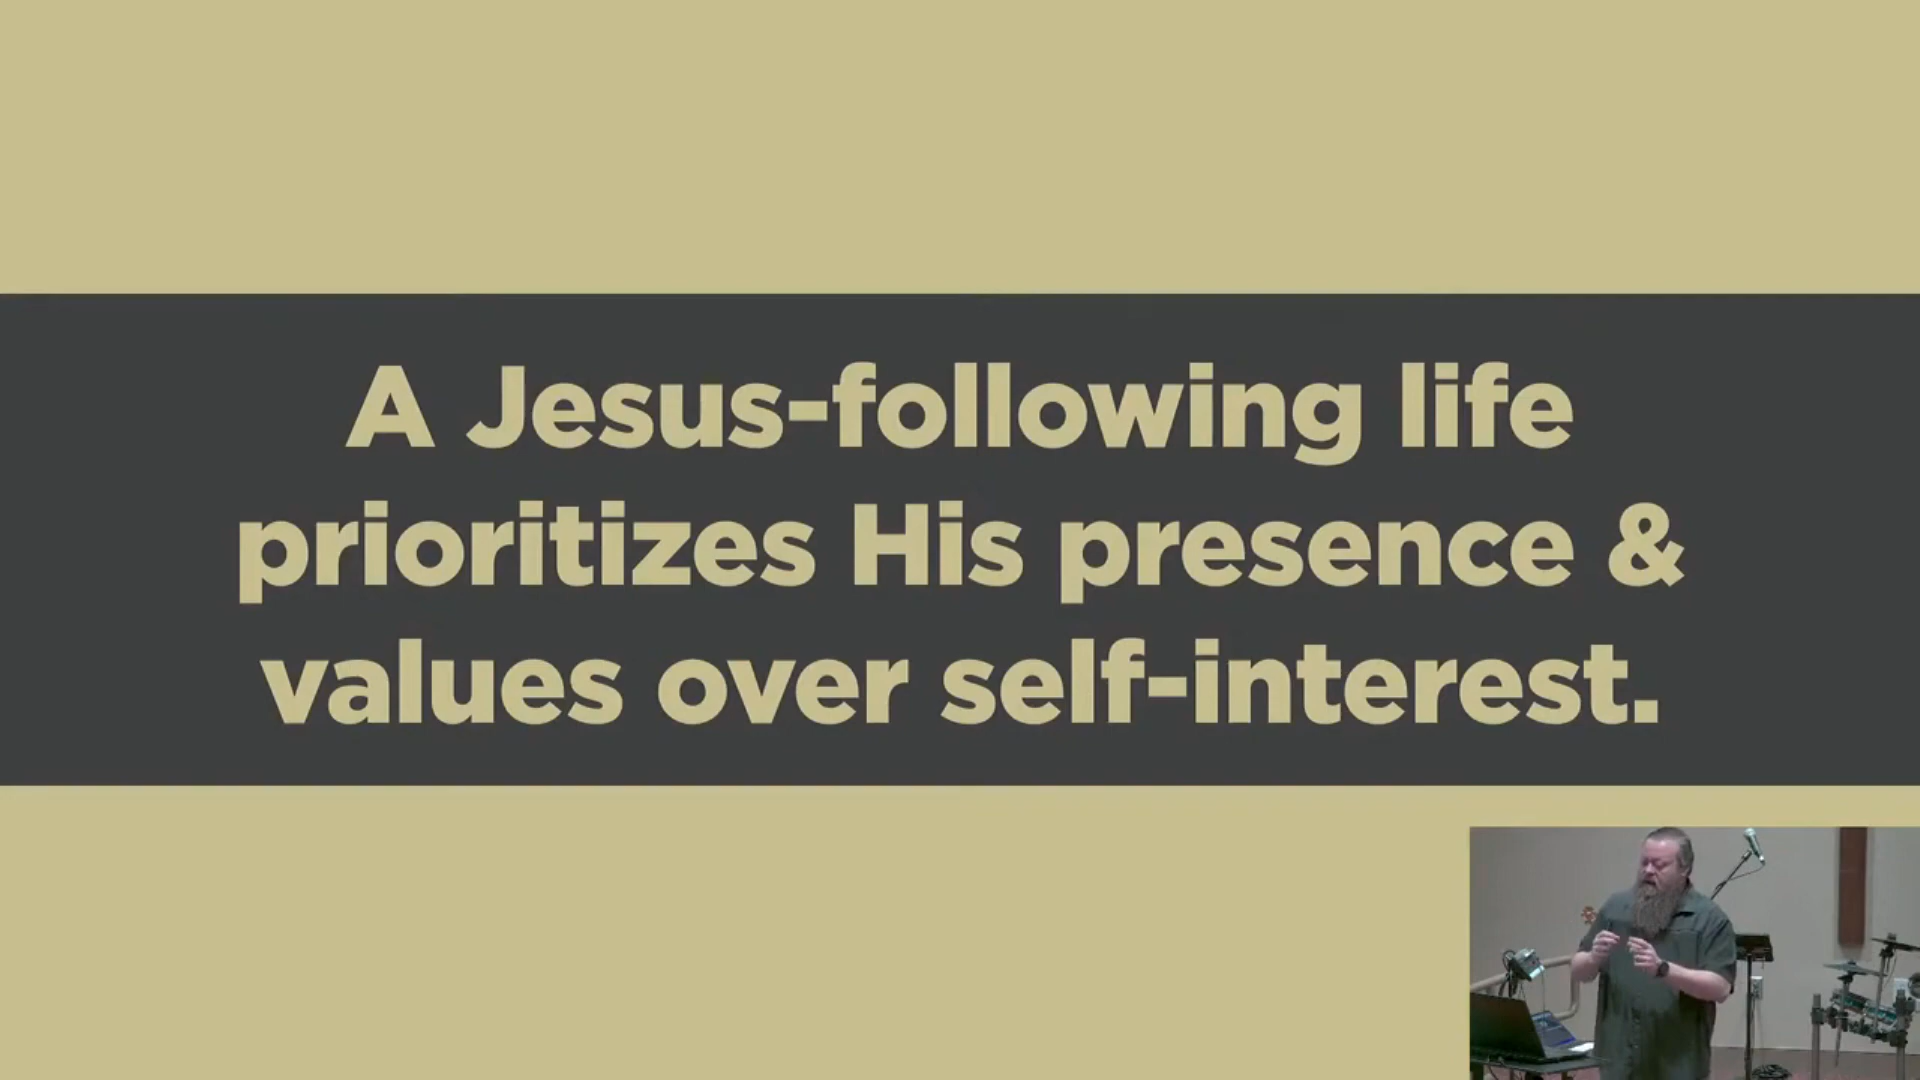 A Jesus-following life
prioritizes His presence &
values over self-interest.